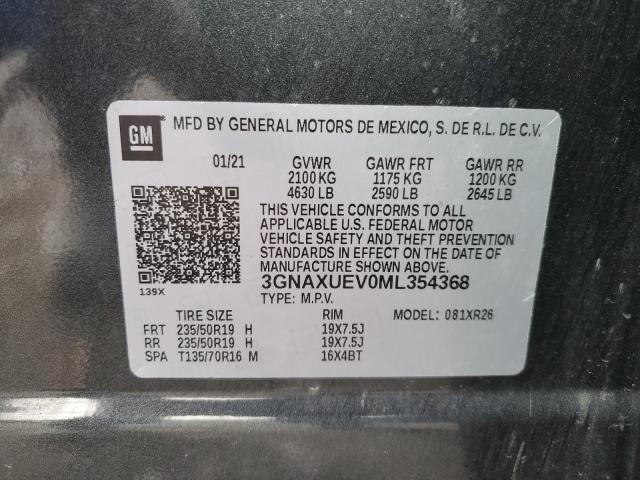 GM
MFD BY GENERAL MOTORS DE MEXICO, S. DE R.L. DE C.V.
01/21 GVWR GAWR FRT GAWR RR
2100 KG 1175 KG 1200 KG
4630 LB 2590 LB 2645 LB
THIS VEHICLE CONFORMS TO ALL
APPLICABLE U.S. FEDERAL MOTOR
VEHICLE SAFETY AND THEFT PREVENTION
STANDARDS IN EFFECT ON THE DATE
OF MANUFACTURE SHOWN ABOVE.
139X 3GNAXUEV0ML354368
TYPE: M.P.V.
TIRE SIZE RIM MODEL: 081XR26
FRT 235/50R19 H 19X7.5J
RR 235/50R19 H 19X7.5J
SPA T135/70R16 M 16X4BT